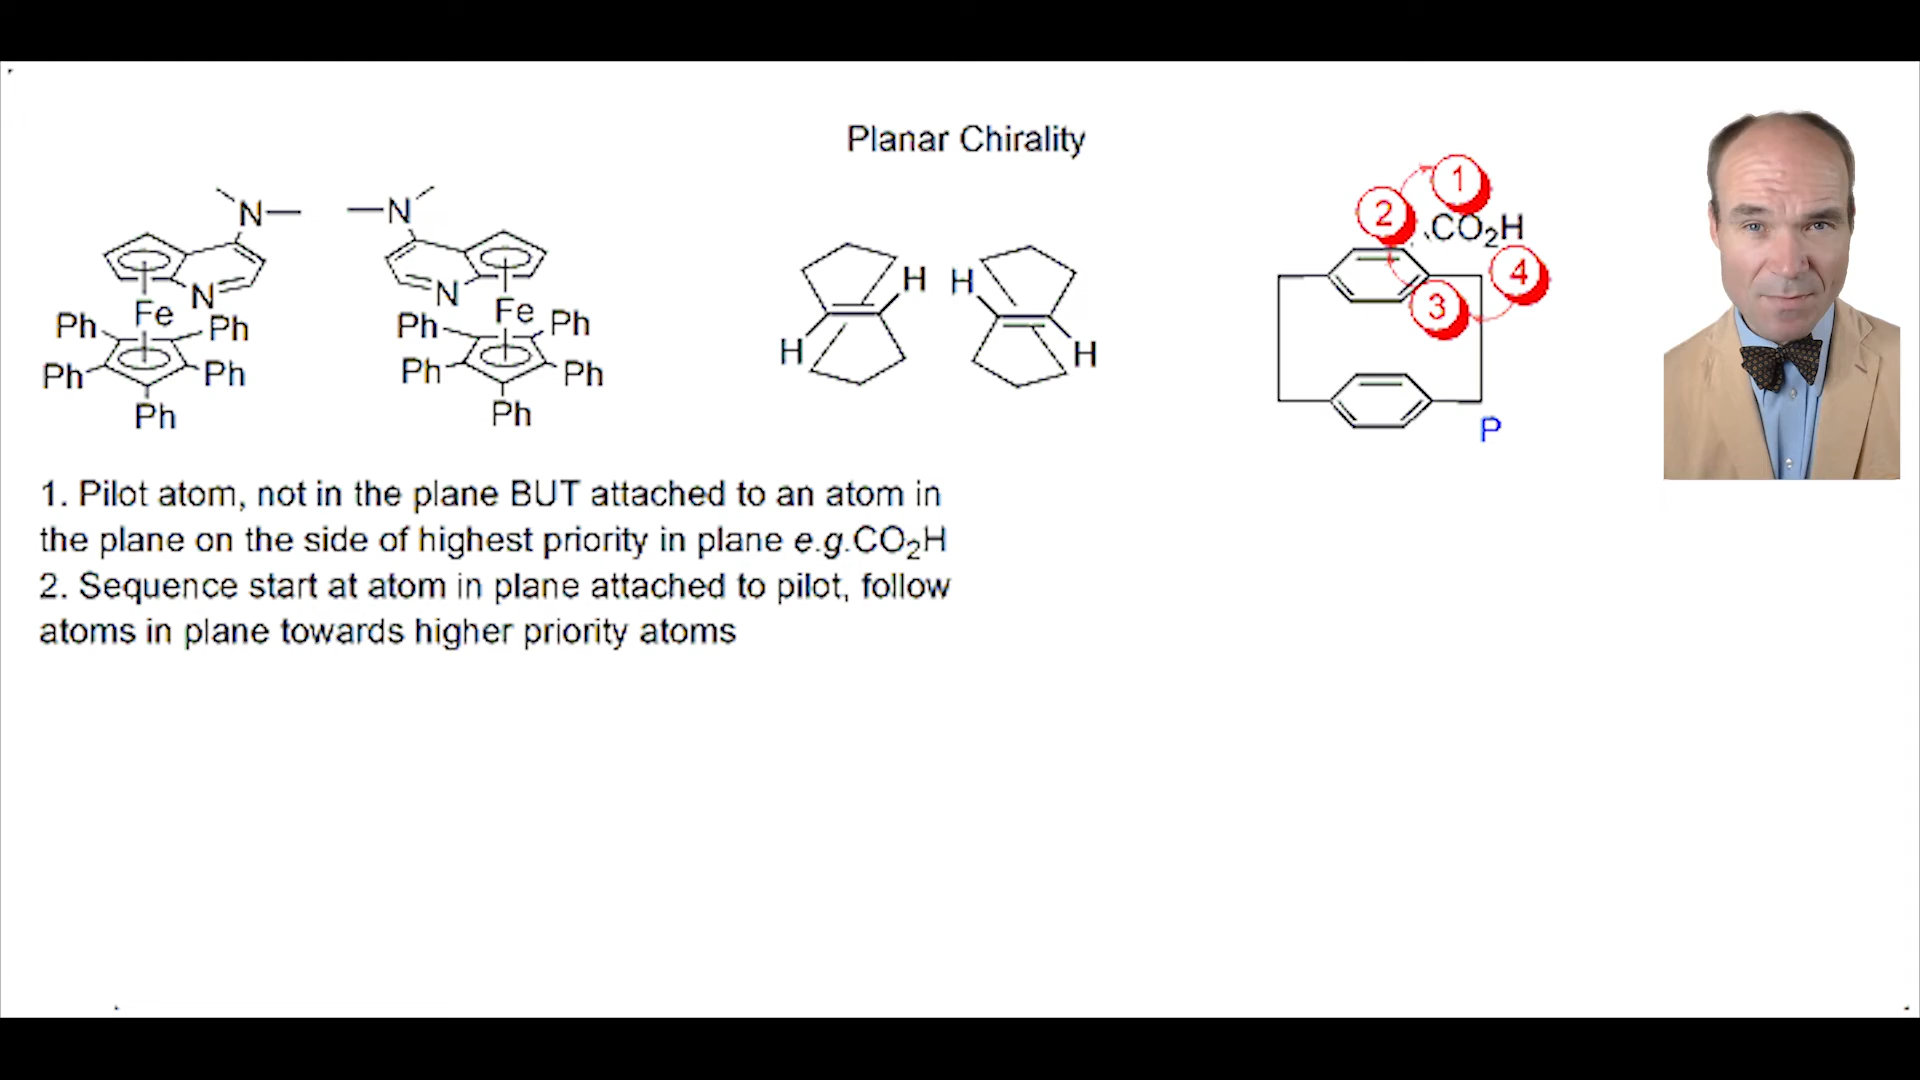 Planar Chirality
N
N
N
N
Fe
Fe
Ph
Ph
Ph
Ph
Ph
Ph
Ph
Ph
Ph
Ph
H
H
H
H
1
2
CO2H
4
3
P
1. Pilot atom, not in the plane BUT attached to an atom in
the plane on the side of highest priority in plane e.g.CO2H
2. Sequence start at atom in plane attached to pilot, follow
atoms in plane towards higher priority atoms